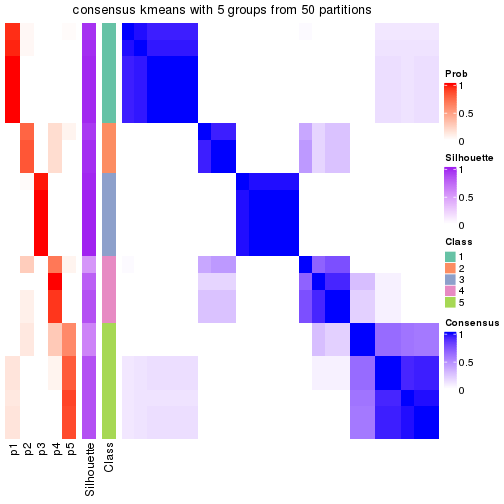 consensus kmeans with 5 groups from 50 partitions
Prob
1
0.5
0
Silhouette
1
0.5
0
Class
1
2
3
4
5
Consensus
1
0.5
0
p1
p2
p3
p4
p5
Silhouette
Class